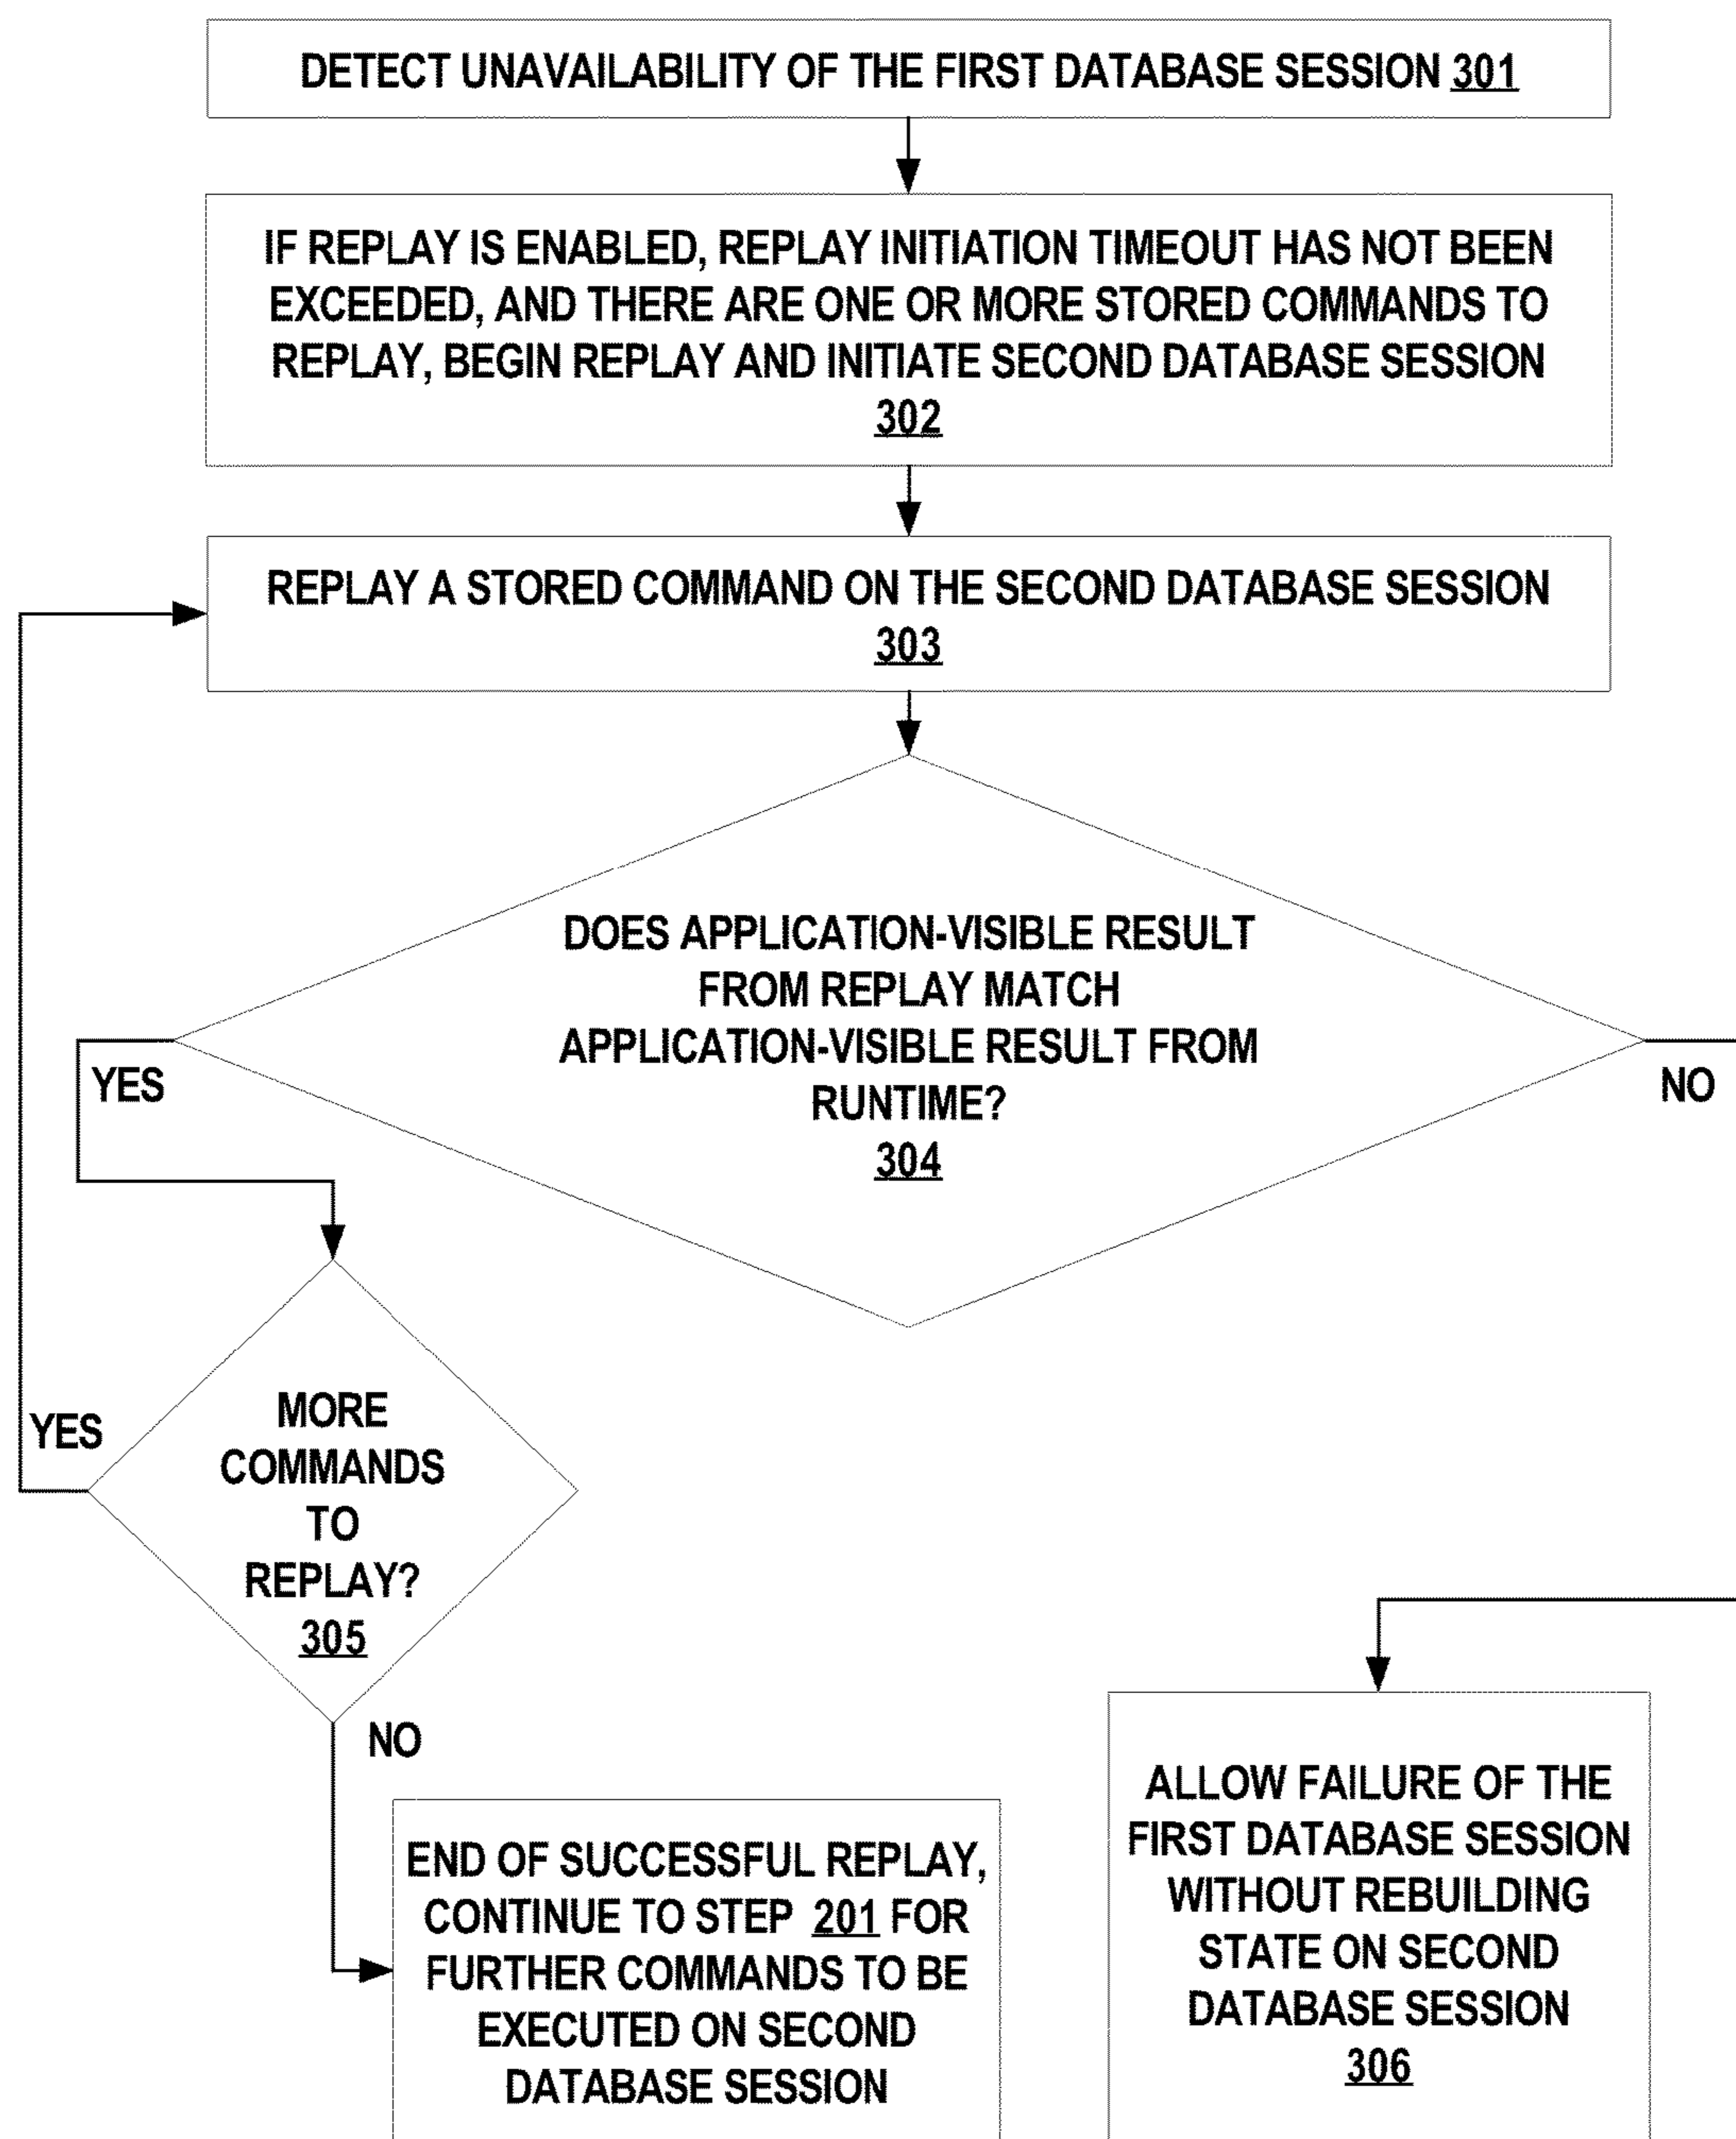 DETECT UNAVAILABILITY OF THE FIRST DATABASE SESSION 301
IF REPLAY IS ENABLED, REPLAY INITIATION TIMEOUT HAS NOT BEEN
EXCEEDED, AND THERE ARE ONE OR MORE STORED COMMANDS TO
REPLAY, BEGIN REPLAY AND INITIATE SECOND DATABASE SESSION
302
REPLAY A STORED COMMAND ON THE SECOND DATABASE SESSION
303
DOES APPLICATION-VISIBLE RESULT
FROM REPLAY MATCH
APPLICATION-VISIBLE RESULT FROM
RUNTIME?
304
YES
NO
MORE
COMMANDS
TO
REPLAY?
305
YES
NO
END OF SUCCESSFUL REPLAY,
CONTINUE TO STEP 201 FOR
FURTHER COMMANDS TO BE
EXECUTED ON SECOND
DATABASE SESSION
ALLOW FAILURE OF THE
FIRST DATABASE SESSION
WITHOUT REBUILDING
STATE ON SECOND
DATABASE SESSION
306